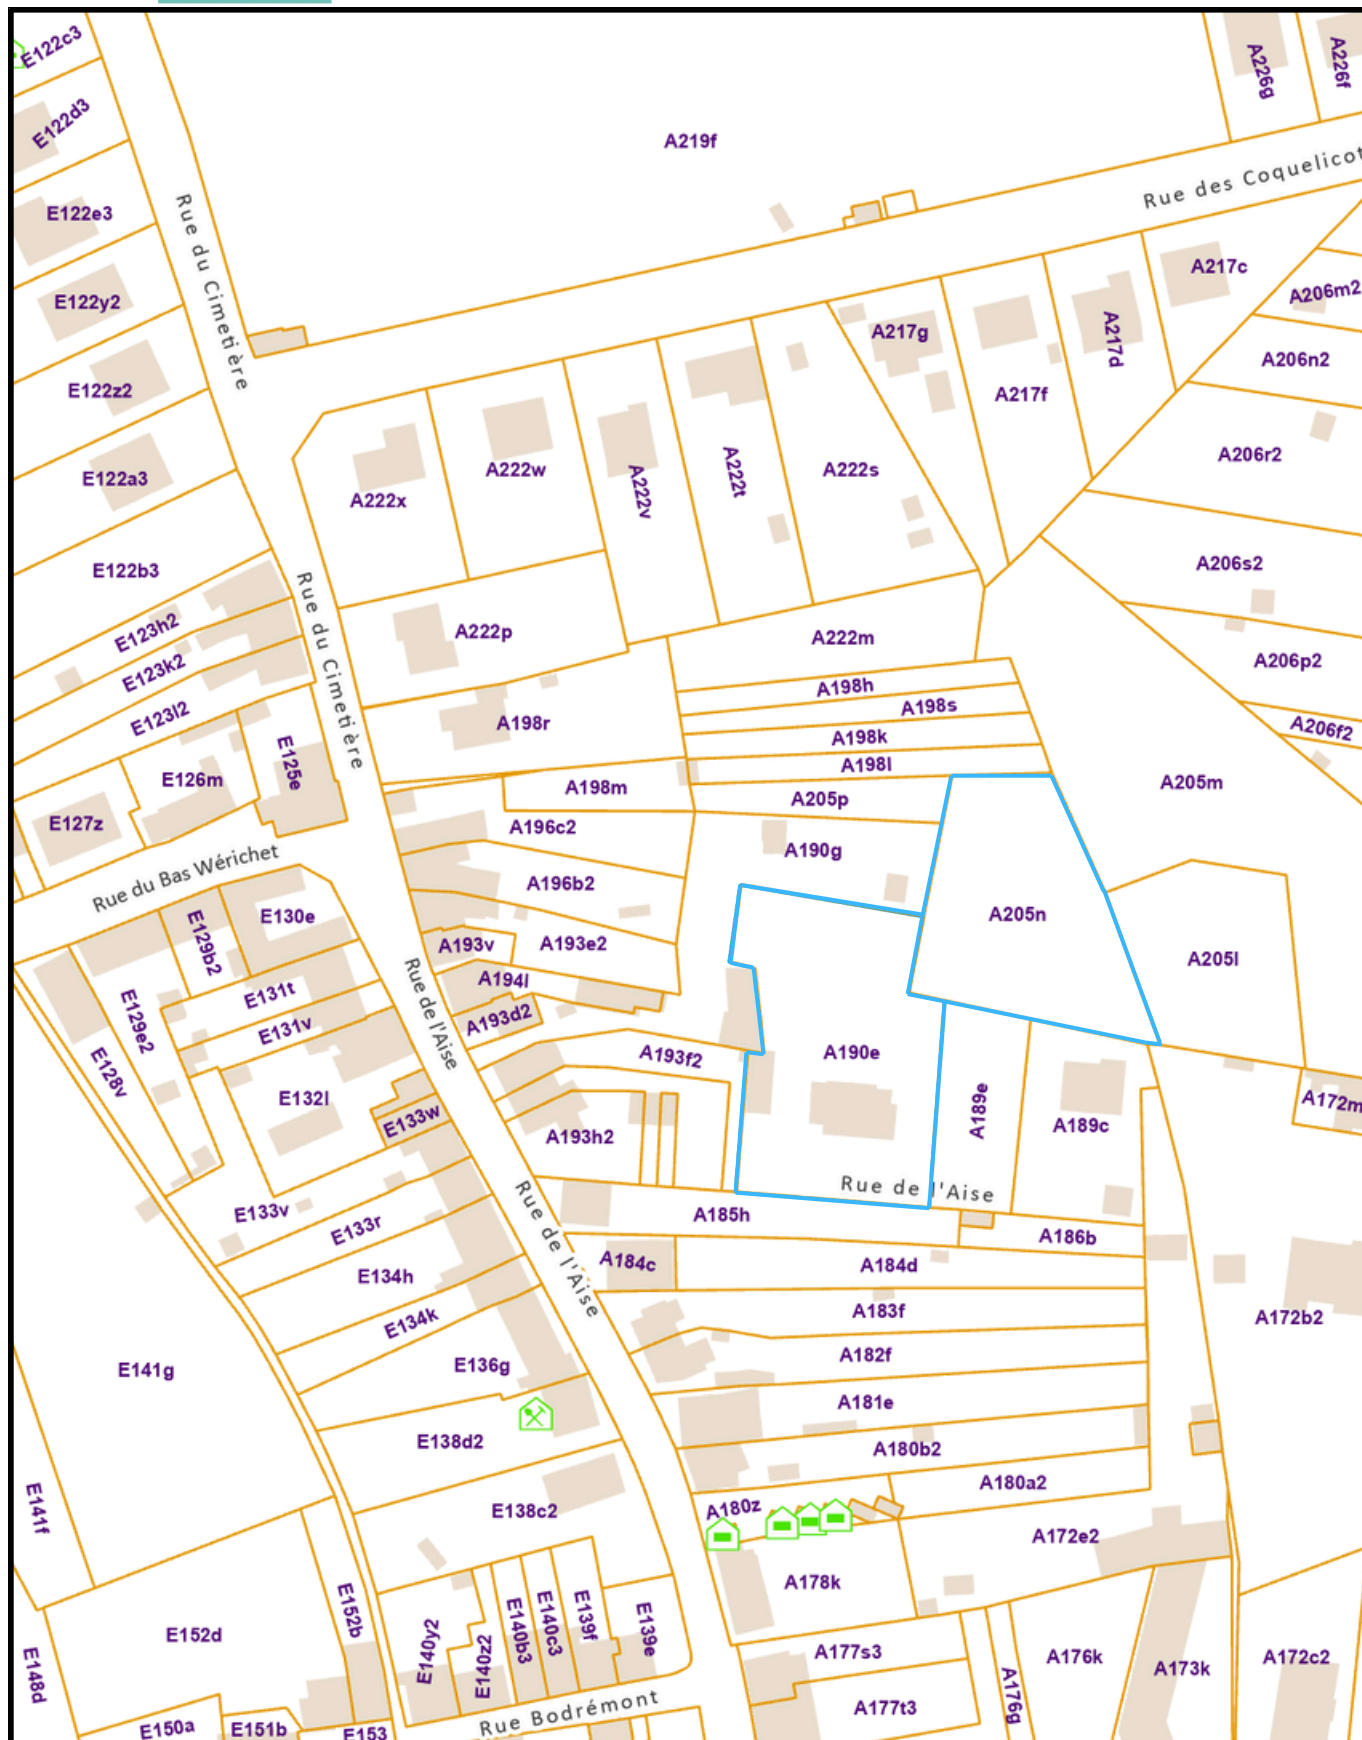 E122c3
A226g
A226f
E122d3
A219f
Rue des Coquelicot
E122e3
Rue du Cimetière
A217c
E122y2
A206m2
A217g
A217d
A206n2
E122z2
A217f
A206r2
E122a3
A222x
A222w
A222v
A222t
A222s
E122b3
A206s2
Rue du Cimetière
E123h2
A222p
A222m
A206p2
E123k2
A198h
E123l2
A198r
A198s
A206f2
A198k
E125e
A198l
E126m
A198m
A205p
A205m
E127z
A196c2
A190g
Rue du Bas Wérichet
A196b2
E130e
A205n
E129b2
A193v
A193e2
A205l
E131t
A194l
Rue de l'Aise
E129e2
E131v
A193d2
A193f2
A190e
E128v
E132l
A189e
A172m
E133w
A193h2
A189c
Rue de l'Aise
E133v
E133r
A185h
A186b
Rue de l'Aise
E134h
A184c
A184d
A183f
A172b2
E134k
E136g
A182f
E141g
A181e
E138d2
A180b2
A180a2
E141f
E138c2
A180z
A172e2
A178k
E152b
E140y2
E140z2
E140b3
E140c3
E139f
E139e
E152d
A177s3
A176k
A173k
A172c2
E148d
A176g
Rue Bodrémont
A177t3
E150a
E151b
E153